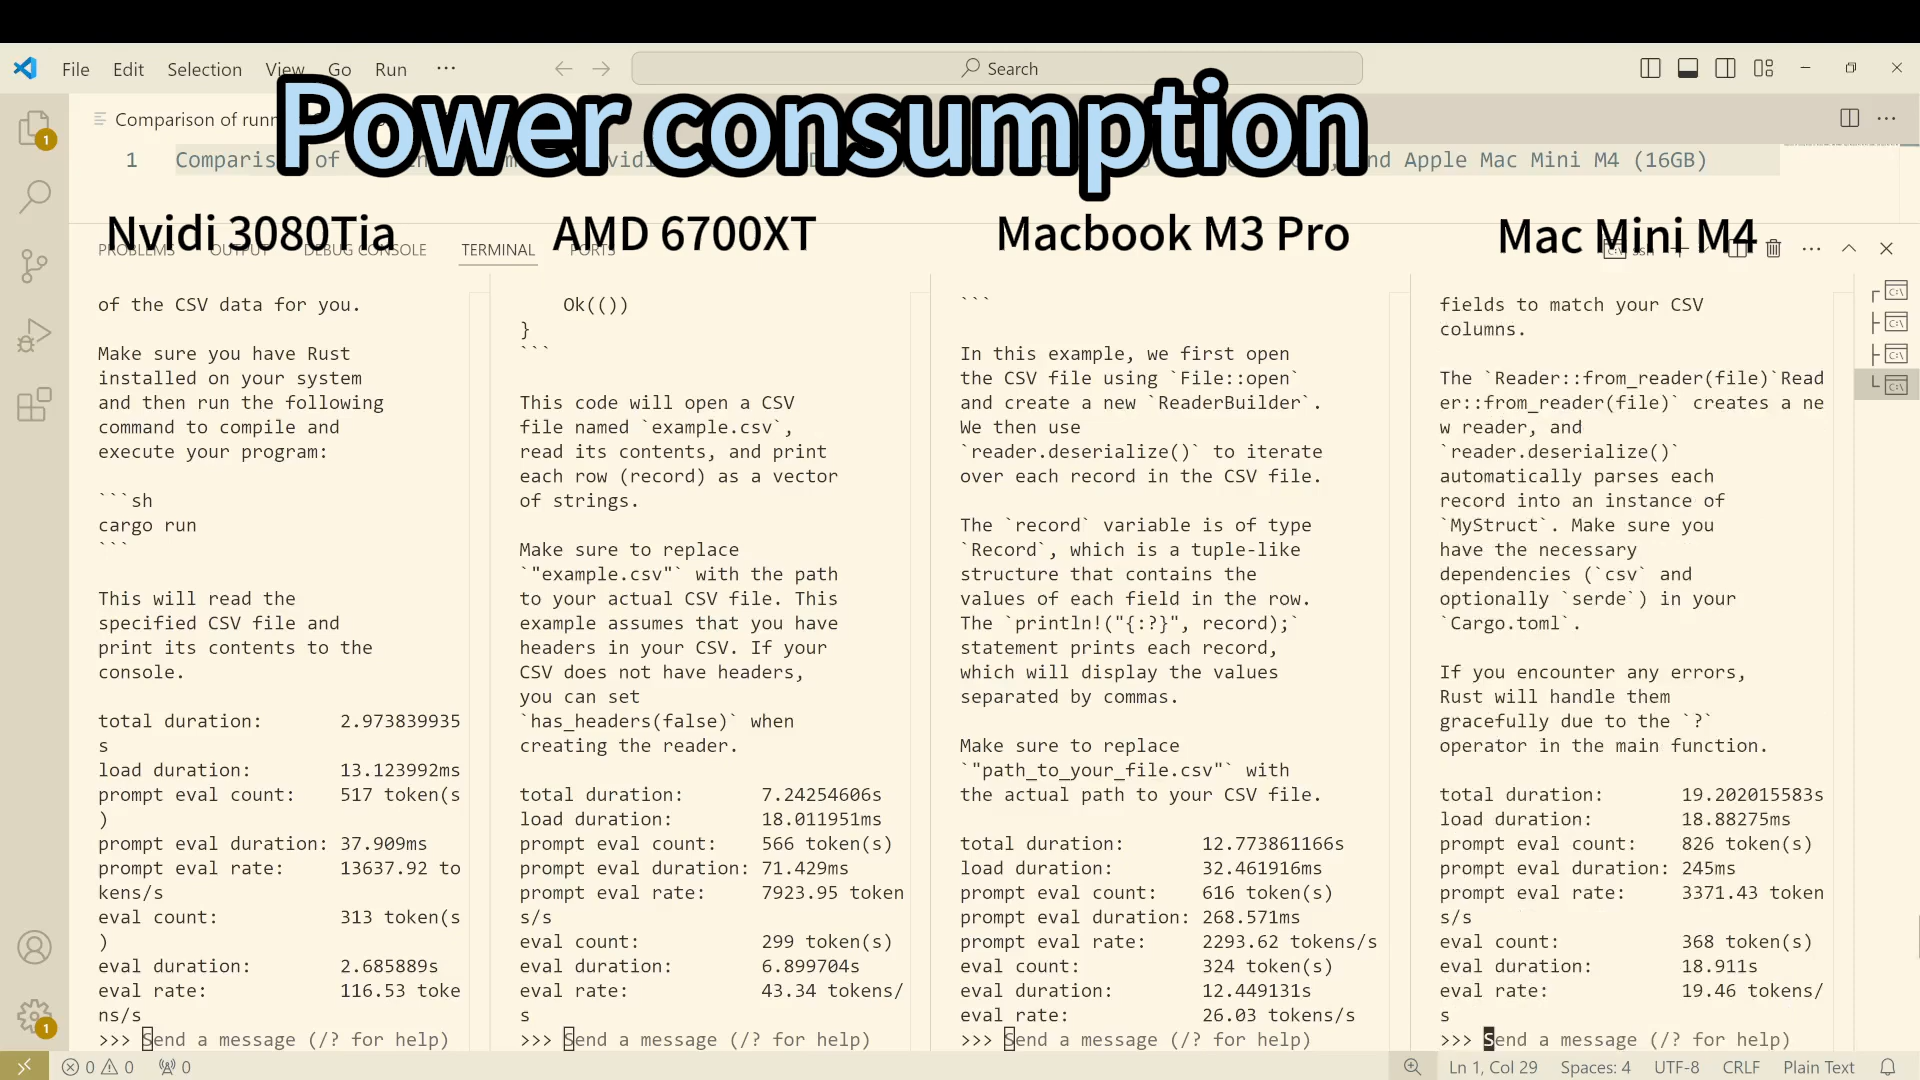 File Edit Selection View Go Run ···
Search
Power consumption
Comparison of runn
1 Comparis
and Apple Mac Mini M4 (16GB)
Nvidi 3080Tia
AMD 6700XT
Macbook M3 Pro
Mac Mini M4
PROBLEMS OUTPUT DEBUG CONSOLE TERMINAL PORTS
ssh
of the CSV data for you.
Make sure you have Rust
installed on your system
and then run the following
command to compile and
execute your program:
```sh
cargo run
```
This will read the
specified CSV file and
print its contents to the
console.
total duration: 2.973839935
s
load duration: 13.123992ms
prompt eval count: 517 token(s
)
prompt eval duration: 37.909ms
prompt eval rate: 13637.92 to
kens/s
eval count: 313 token(s
)
eval duration: 2.685889s
eval rate: 116.53 toke
ns/s
>>> Send a message (/? for help)
Ok(())
}
```
This code will open a CSV
file named `example.csv`,
read its contents, and print
each row (record) as a vector
of strings.
Make sure to replace
`"example.csv"` with the path
to your actual CSV file. This
example assumes that you have
headers in your CSV. If your
CSV does not have headers,
you can set
`has_headers(false)` when
creating the reader.
total duration: 7.24254606s
load duration: 18.011951ms
prompt eval count: 566 token(s)
prompt eval duration: 71.429ms
prompt eval rate: 7923.95 token
s/s
eval count: 299 token(s)
eval duration: 6.899704s
eval rate: 43.34 tokens/
s
>>> Send a message (/? for help)
```
In this example, we first open
the CSV file using `File::open`
and create a new `ReaderBuilder`.
We then use
`reader.deserialize()` to iterate
over each record in the CSV file.
The `record` variable is of type
`Record`, which is a tuple-like
structure that contains the
values of each field in the row.
The `println!("{:?}", record);`
statement prints each record,
which will display the values
separated by commas.
Make sure to replace
`"path_to_your_file.csv"` with
the actual path to your CSV file.
total duration: 12.773861166s
load duration: 32.461916ms
prompt eval count: 616 token(s)
prompt eval duration: 268.571ms
prompt eval rate: 2293.62 tokens/s
eval count: 324 token(s)
eval duration: 12.449131s
eval rate: 26.03 tokens/s
>>> Send a message (/? for help)
fields to match your CSV
columns.
The `Reader::from_reader(file)`Read
er::from_reader(file)` creates a ne
w reader, and
`reader.deserialize()`
automatically parses each
record into an instance of
`MyStruct`. Make sure you
have the necessary
dependencies (`csv` and
optionally `serde`) in your
`Cargo.toml`.
If you encounter any errors,
Rust will handle them
gracefully due to the `?`
operator in the main function.
total duration: 19.202015583s
load duration: 18.88275ms
prompt eval count: 826 token(s)
prompt eval duration: 245ms
prompt eval rate: 3371.43 token
s/s
eval count: 368 token(s)
eval duration: 18.911s
eval rate: 19.46 tokens/
s
>>> Send a message (/? for help)
1
1
0 0 0
Ln 1, Col 29 Spaces: 4 UTF-8 CRLF Plain Text